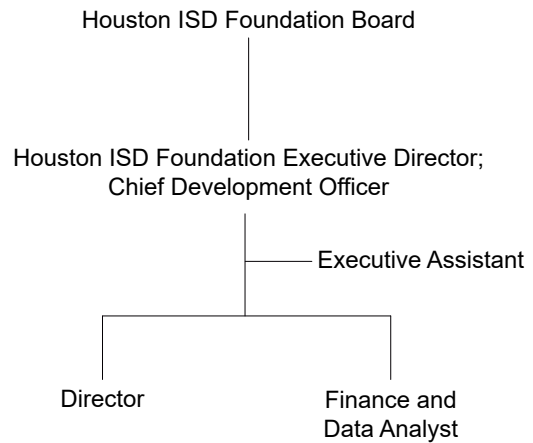 Houston ISD Foundation Board
Houston ISD Foundation Executive Director;
Chief Development Officer
Executive Assistant
Director
Finance and
Data Analyst